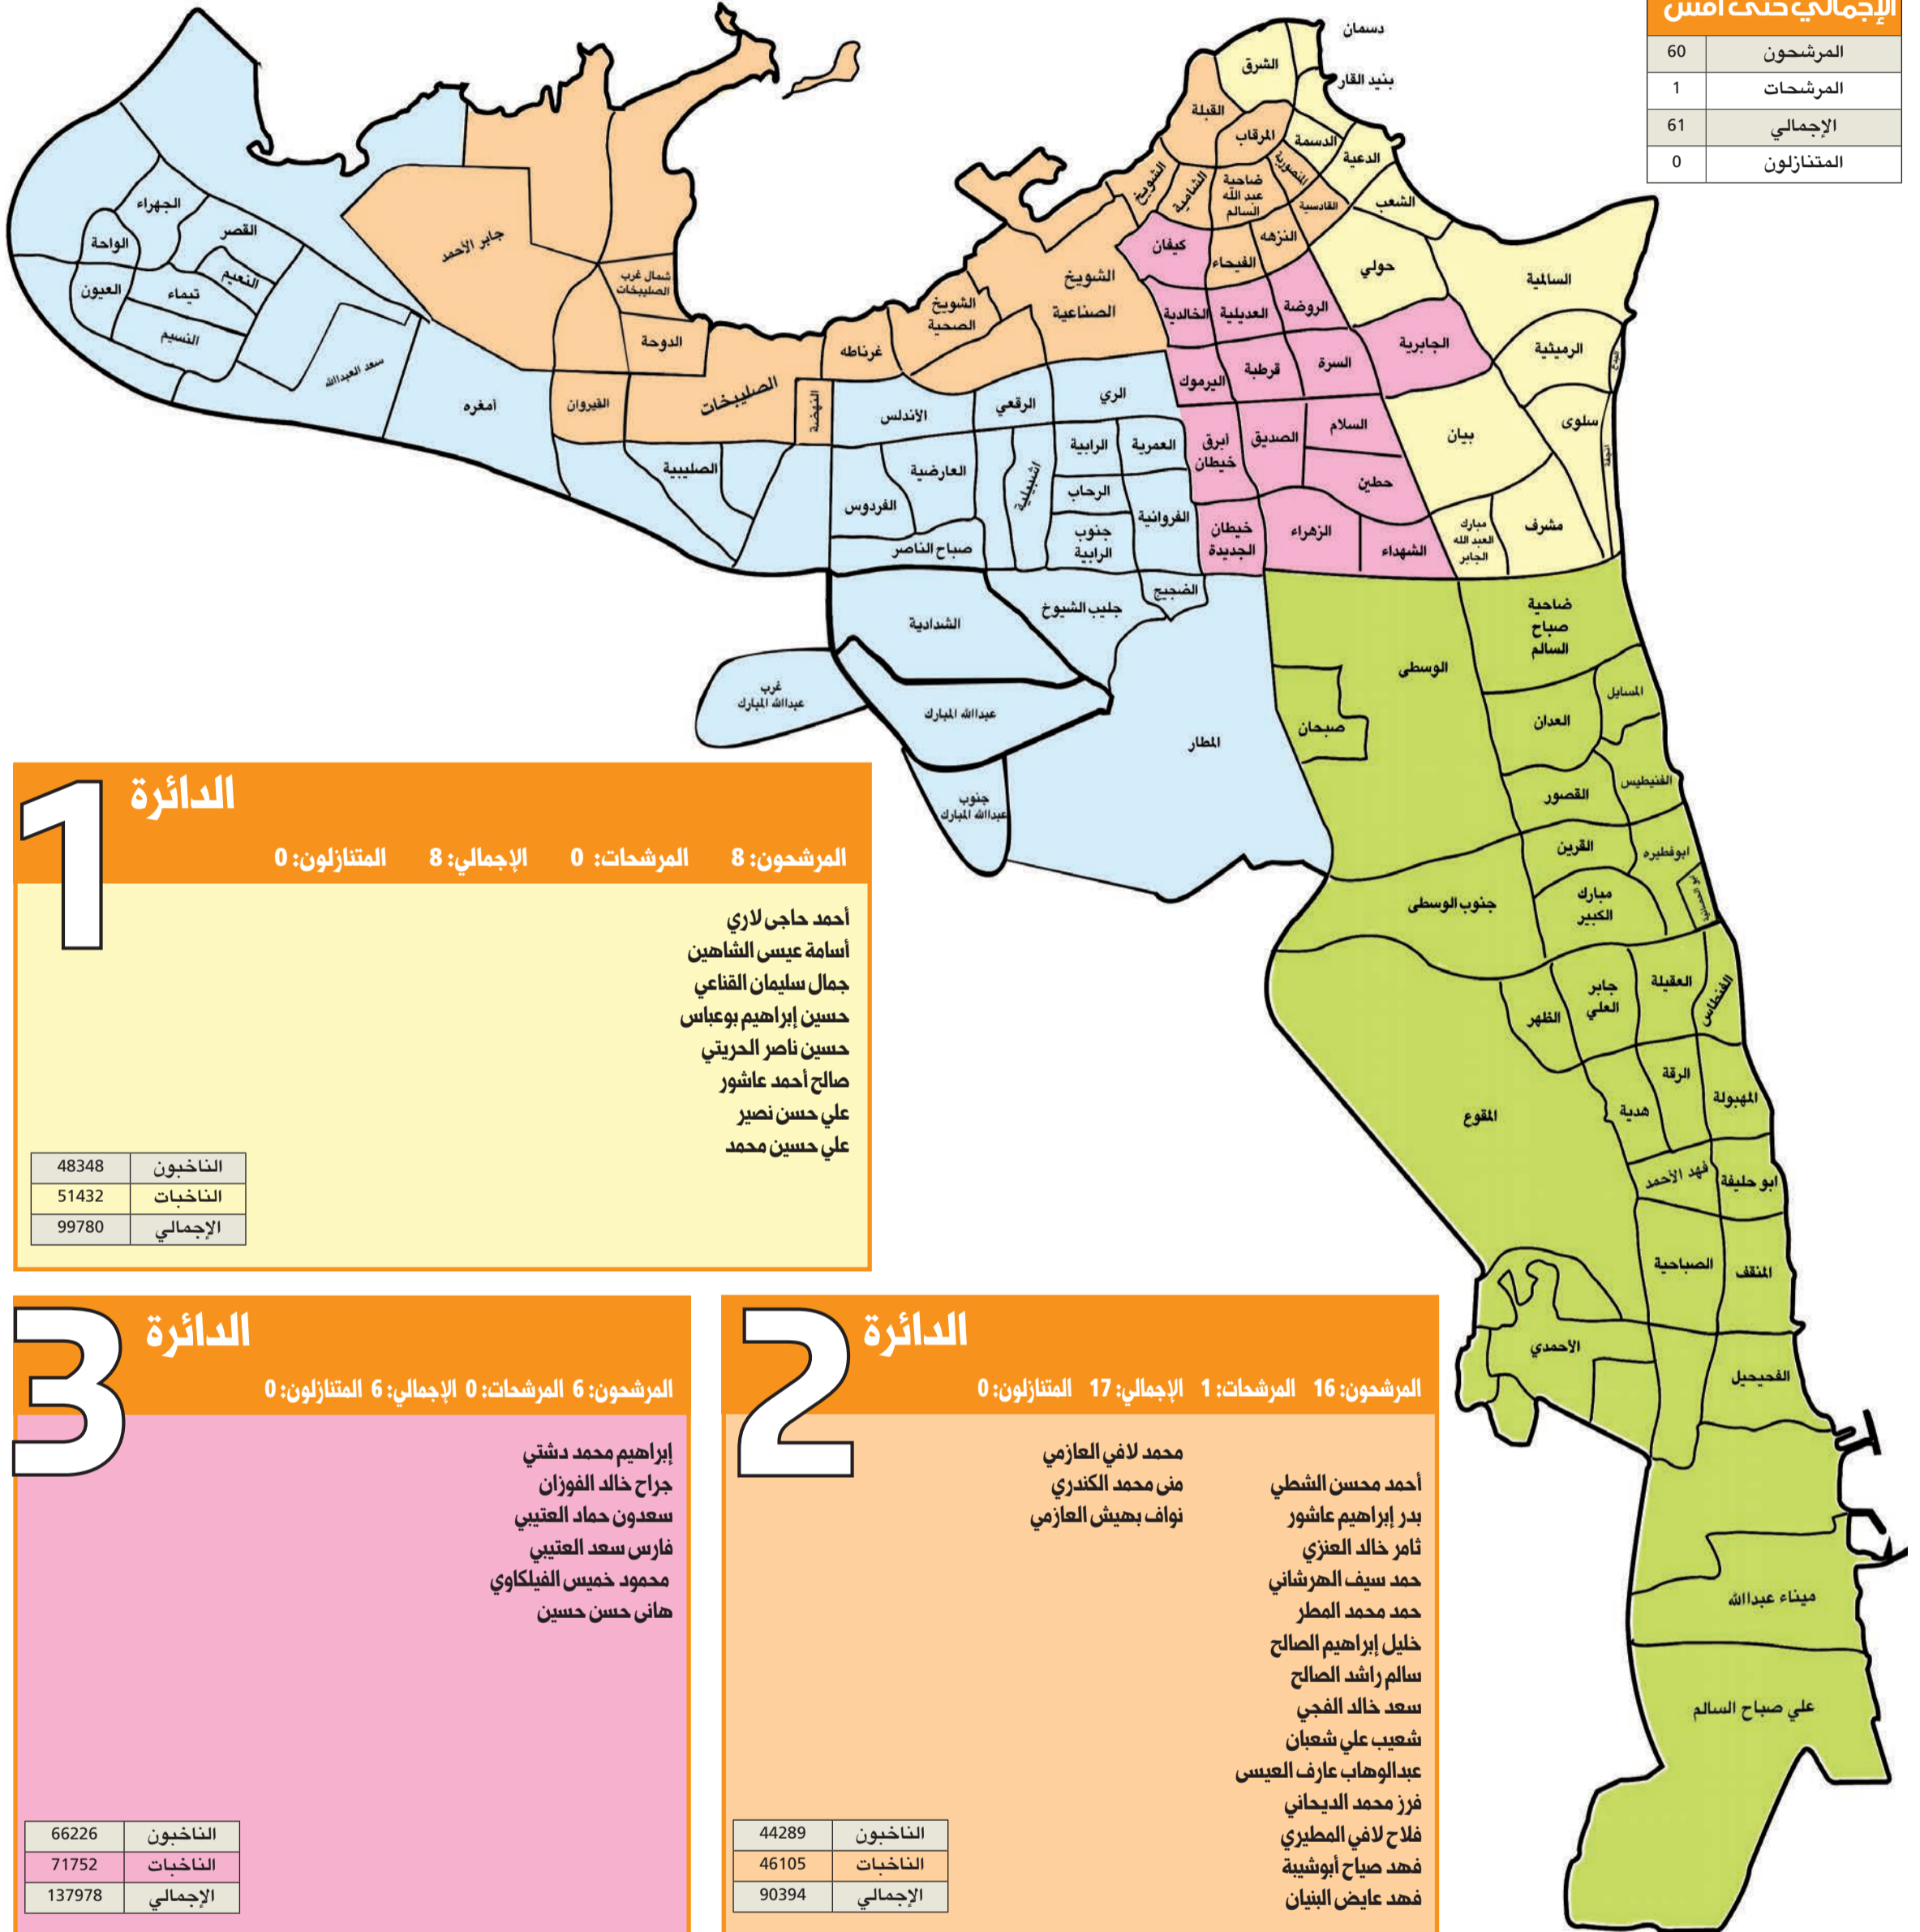 الإجمالي حتى أمس
المرشحون 60
المرشحات 1
الإجمالي 61
المتنازلون 0
دسمان
الشرق
بنيد القار
القبلة
المرقاب
الدسمة
الدعية
المنصورية
الشويخ
الشامية
ضاحية
عبد الله
السالم
القادسية
الشعب
كيفان
الفيحاء
النزهه
حولي
السالمية
الشويخ
الصناعية
الشويخ
الصحية
غرناطه
الخالدية
العديلية
الروضة
الجابرية
الرميثية
البدع
اليرموك
قرطبة
السرة
بيان
سلوى
أبرق
خيطان
الصديق
السلام
حطين
مشرف
مبارك
العبد الله
الجابر
خيطان
الجديدة
الزهراء
الشهداء
الجهراء
الواحة
القصر
النعيم
العيون
تيماء
النسيم
سعد العبدالله
أمغره
جابر الأحمد
شمال غرب
الصليبخات
الدوحة
القيروان
الصليبخات
النهضة
الصليبية
الأندلس
الرقعي
الري
العارضية
الفردوس
صباح الناصر
اشبيلية
الرابية
العمرية
الرحاب
جنوب
الرابية
الفروانية
الضجيج
جليب الشيوخ
الشدادية
غرب
عبدالله المبارك
عبدالله المبارك
جنوب
عبدالله المبارك
المطار
ضاحية
صباح
السالم
الوسطى
صبحان
المسايل
العدان
الفنيطيس
القصور
القرين
ابوفطيره
مبارك
الكبير
أبو الحصانية
جنوب الوسطى
العقيلة
الفنطاس
جابر
العلي
الظهر
الرقة
المهبولة
هدية
المقوع
فهد الأحمد
ابو حليفة
الصباحية
المنقف
الأحمدي
الفحيحيل
ميناء عبدالله
علي صباح السالم
الدائرة 1
المرشحون: 8 المرشحات: 0 الإجمالي: 8 المتنازلون: 0
أحمد حاجي لاري
أسامة عيسى الشاهين
جمال سليمان القناعي
حسين إبراهيم بوعباس
حسين ناصر الحريتي
صالح أحمد عاشور
علي حسن نصير
علي حسين محمد
الناخبون 48348
الناخبات 51432
الإجمالي 99780
الدائرة 2
المرشحون: 16 المرشحات: 1 الإجمالي: 17 المتنازلون: 0
أحمد محسن الشطي
بدر إبراهيم عاشور
ثامر خالد العنزي
حمد سيف الهرشاني
حمد محمد المطر
خليل إبراهيم الصالح
سالم راشد الصالح
سعد خالد الفجي
شعيب علي شعبان
عبدالوهاب عارف العيسى
فرز محمد الديحاني
فلاح لافي المطيري
فهد صياح أبوشيبة
فهد عايض البنيان
محمد لافي العازمي
منى محمد الكندري
نواف بهيش العازمي
الناخبون 44289
الناخبات 46105
الإجمالي 90394
الدائرة 3
المرشحون: 6 المرشحات: 0 الإجمالي: 6 المتنازلون: 0
إبراهيم محمد دشتي
جراح خالد الفوزان
سعدون حماد العتيبي
فارس سعد العتيبي
محمود خميس الفيلكاوي
هاني حسن حسين
الناخبون 66226
الناخبات 71752
الإجمالي 137978